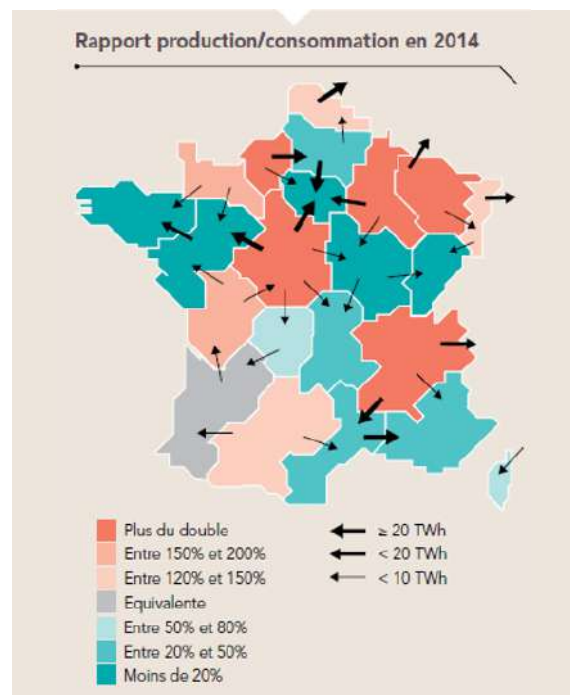 Rapport production/consommation en 2014
Plus du double
Entre 150% et 200%
Entre 120% et 150%
Equivalente
Entre 50% et 80%
Entre 20% et 50%
Moins de 20%
≥ 20 TWh
< 20 TWh
< 10 TWh